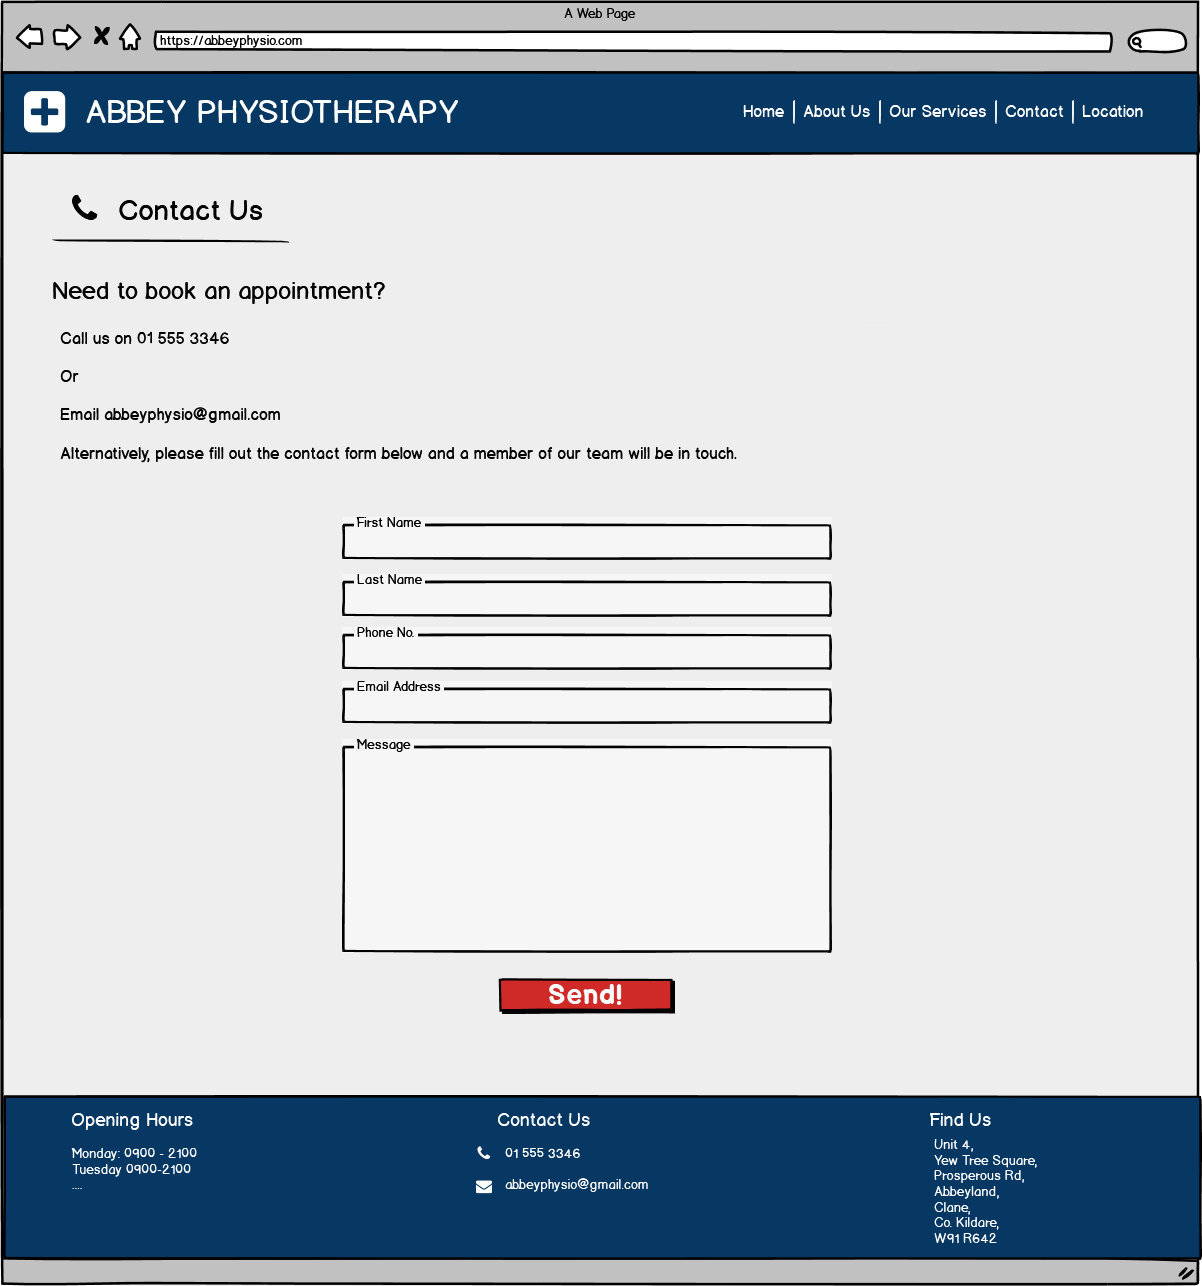 A Web Page
https://abbeyphysio.com
ABBEY PHYSIOTHERAPY
Home | About Us | Our Services | Contact | Location
Contact Us
Need to book an appointment?
Call us on 01 555 3346
Or
Email abbeyphysio@gmail.com
Alternatively, please fill out the contact form below and a member of our team will be in touch.
First Name
Last Name
Phone No.
Email Address
Message
Send!
Opening Hours
Monday: 0900 - 2100
Tuesday 0900-2100
....
Contact Us
01 555 3346
abbeyphysio@gmail.com
Find Us
Unit 4,
Yew Tree Square,
Prosperous Rd,
Abbeyland,
Clane,
Co. Kildare,
W91 R642